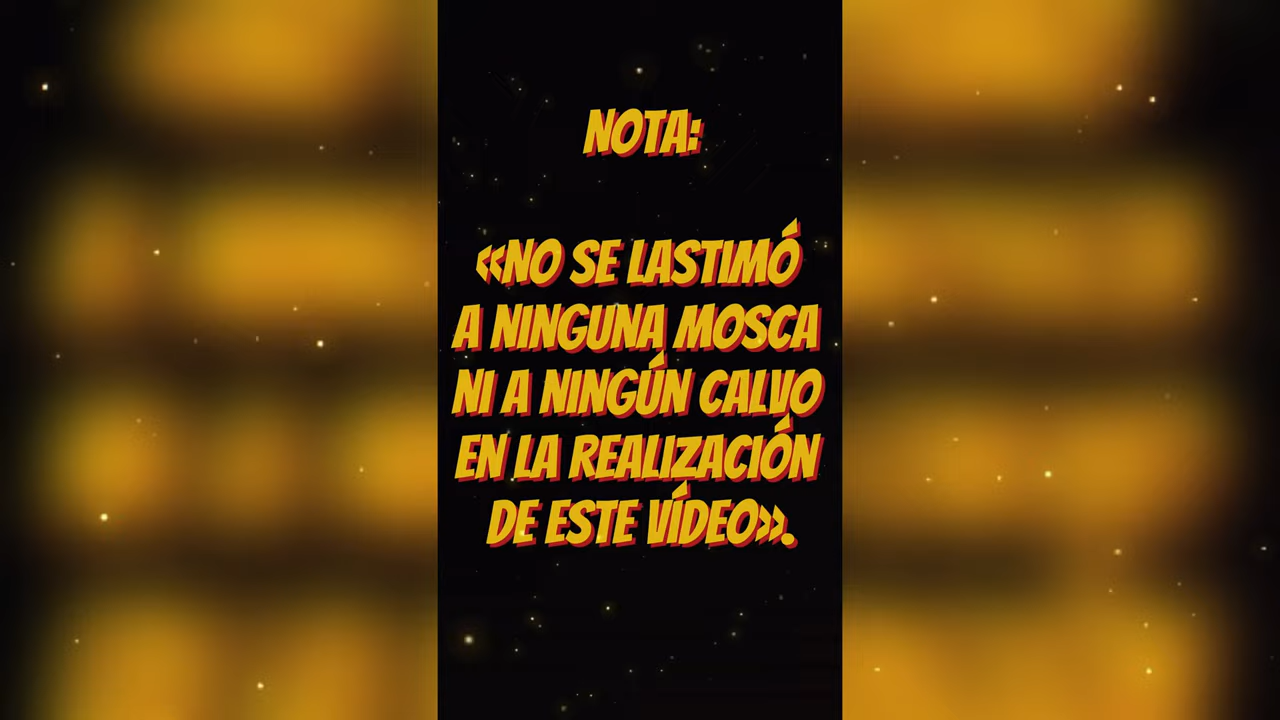 NOTA:
«NO SE LASTIMÓ
A NINGUNA MOSCA
NI A NINGÚN CALVO
EN LA REALIZACIÓN
DE ESTE VÍDEO».